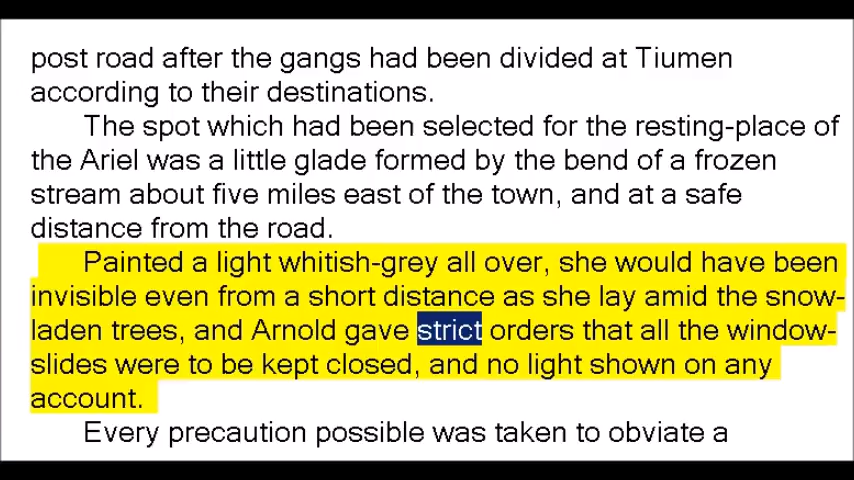 post road after the gangs had been divided at Tiumen
according to their destinations.
The spot which had been selected for the resting-place of
the Ariel was a little glade formed by the bend of a frozen
stream about five miles east of the town, and at a safe
distance from the road.
Painted a light whitish-grey all over, she would have been
invisible even from a short distance as she lay amid the snow-
laden trees, and Arnold gave strict orders that all the window-
slides were to be kept closed, and no light shown on any
account.
Every precaution possible was taken to obviate a